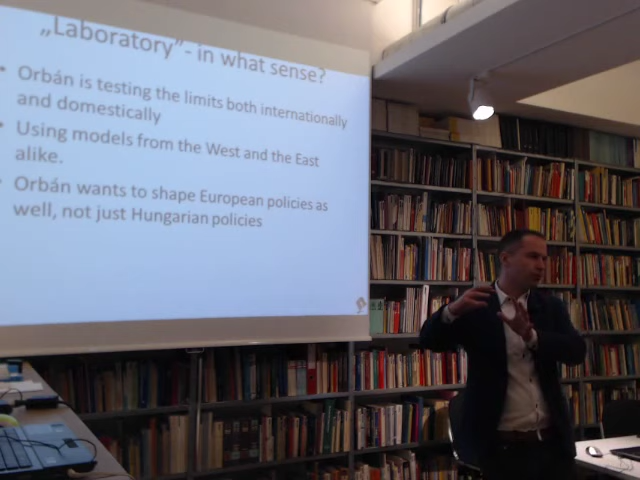 „Laboratory”- in what sense?
• Orbán is testing the limits both internationally
and domestically
• Using models from the West and the East
alike.
• Orbán wants to shape European policies as
well, not just Hungarian policies